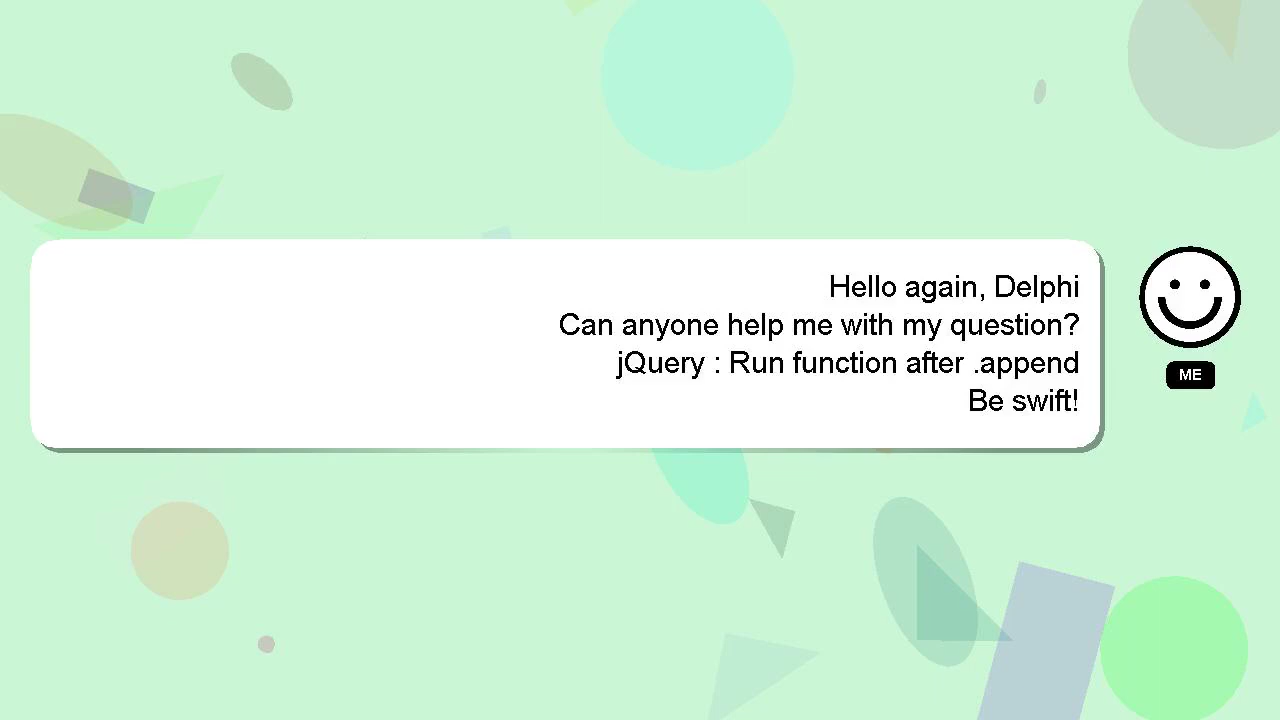 Hello again, Delphi
Can anyone help me with my question?
jQuery : Run function after .append
Be swift!
ME